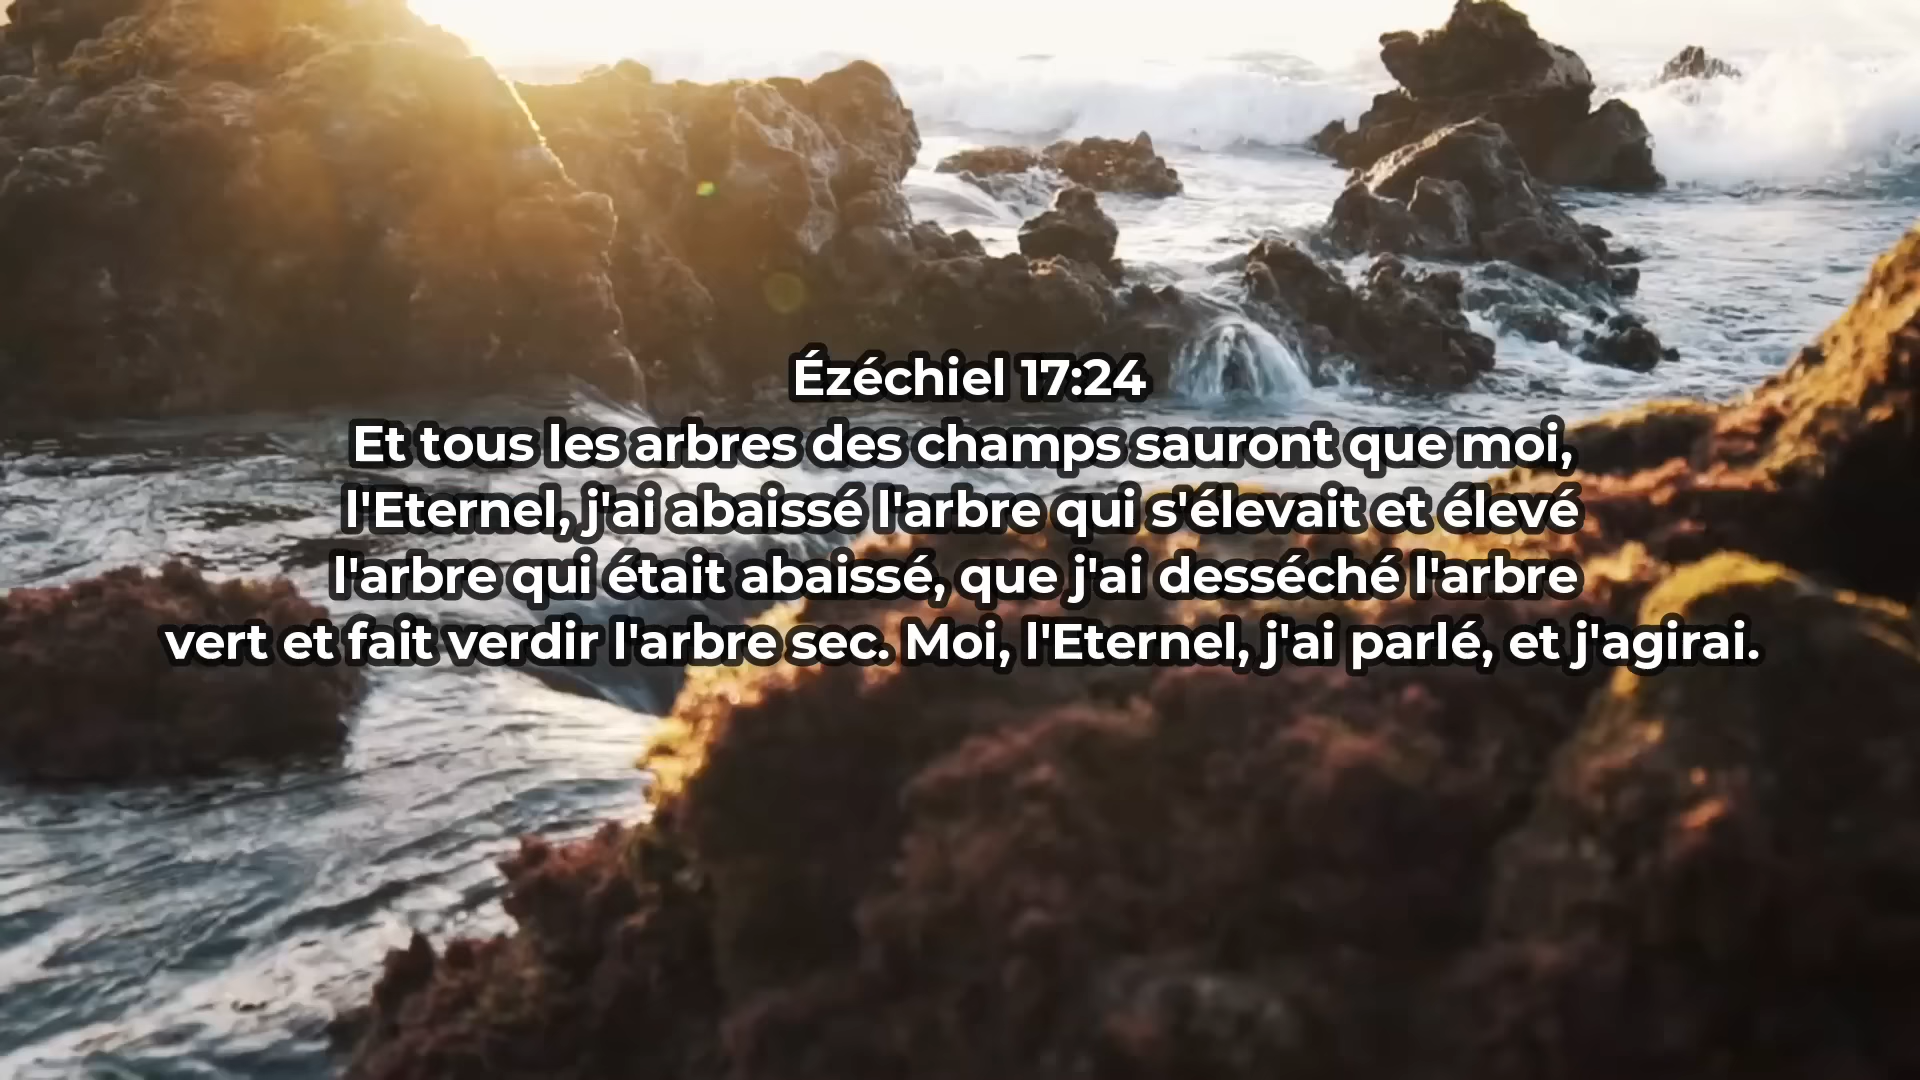 Ézéchiel 17:24
Et tous les arbres des champs sauront que moi,
l'Eternel, j'ai abaissé l'arbre qui s'élevait et élevé
l'arbre qui était abaissé, que j'ai desséché l'arbre
vert et fait verdir l'arbre sec. Moi, l'Eternel, j'ai parlé, et j'agirai.